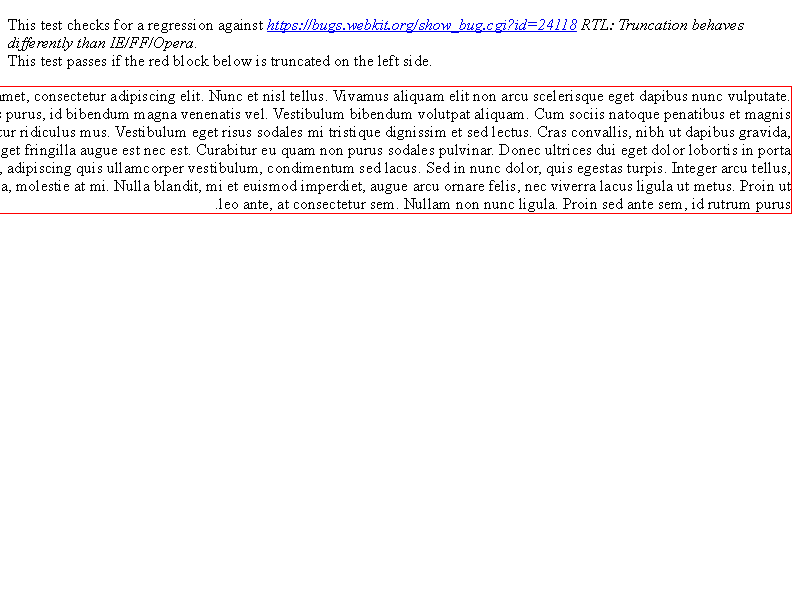 This test checks for a regression against https://bugs.webkit.org/show_bug.cgi?id=24118 RTL: Truncation behaves
differently than IE/FF/Opera.
This test passes if the red block below is truncated on the left side.
met, consectetur adipiscing elit. Nunc et nisl tellus. Vivamus aliquam elit non arcu scelerisque eget dapibus nunc vulputate.
s purus, id bibendum magna venenatis vel. Vestibulum bibendum volutpat aliquam. Cum sociis natoque penatibus et magnis
ur ridiculus mus. Vestibulum eget risus sodales mi tristique dignissim et sed lectus. Cras convallis, nibh ut dapibus gravida,
get fringilla augue est nec est. Curabitur eu quam non purus sodales pulvinar. Donec ultrices dui eget dolor lobortis in porta
, adipiscing quis ullamcorper vestibulum, condimentum sed lacus. Sed in nunc dolor, quis egestas turpis. Integer arcu tellus,
a, molestie at mi. Nulla blandit, mi et euismod imperdiet, augue arcu ornare felis, nec viverra lacus ligula ut metus. Proin ut
.leo ante, at consectetur sem. Nullam non nunc ligula. Proin sed ante sem, id rutrum purus